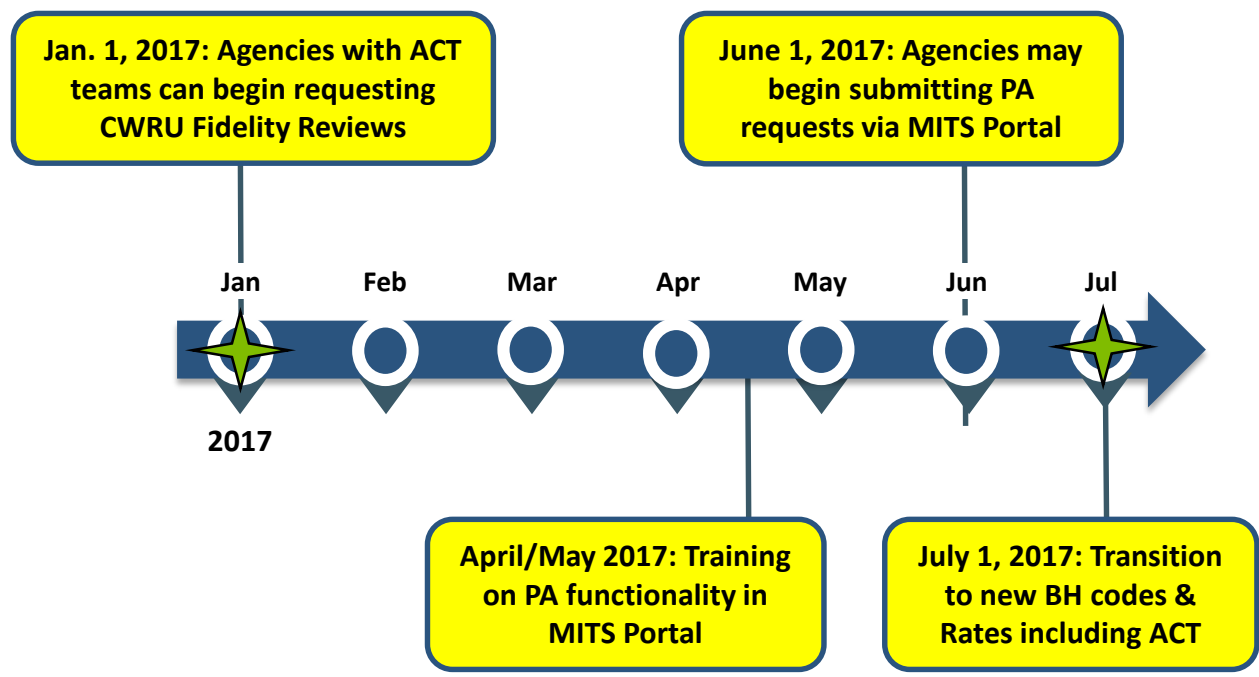 Jan. 1, 2017: Agencies with ACT
teams can begin requesting
CWRU Fidelity Reviews
June 1, 2017: Agencies may
begin submitting PA
requests via MITS Portal
Jan Feb Mar Apr May Jun Jul
2017
April/May 2017: Training
on PA functionality in
MITS Portal
July 1, 2017: Transition
to new BH codes &
Rates including ACT